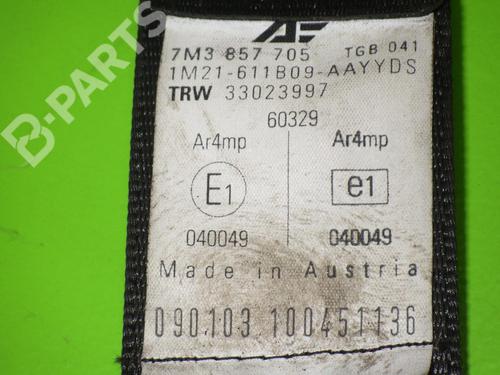 7M3 857 705 TGB 041
1M21-611B09-AAYYDS
TRW 33023997
60329
Ar4mp Ar4mp
E1 e1
040049 040049
Made in Austria
090103 100451136
B-PARTS